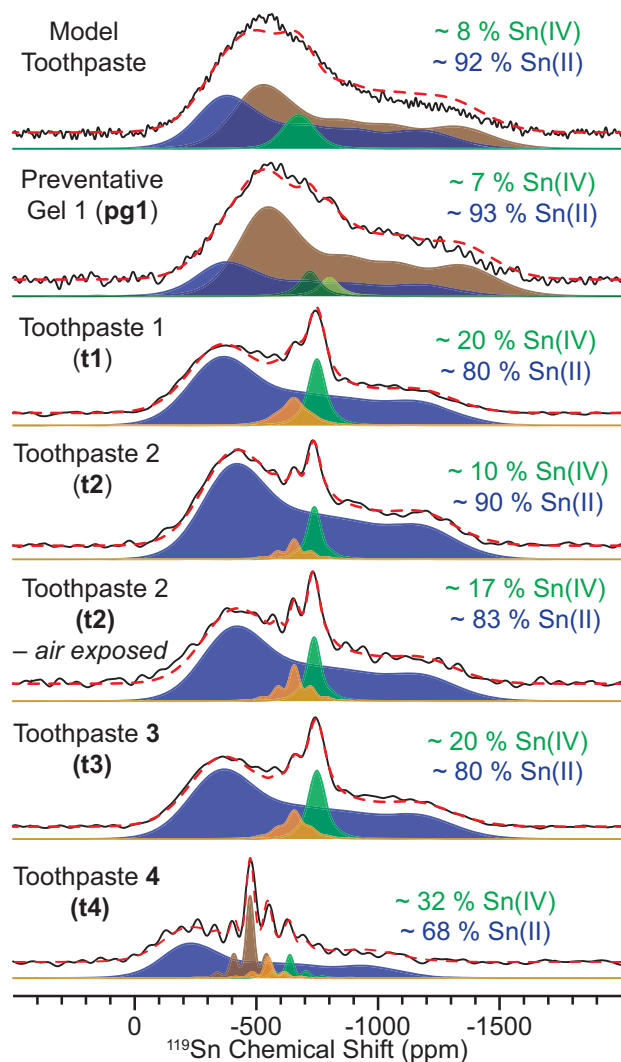 Model
Toothpaste
~ 8 % Sn(IV)
~ 92 % Sn(II)
Preventative
Gel 1 (pg1)
~ 7 % Sn(IV)
~ 93 % Sn(II)
Toothpaste 1
(t1)
~ 20 % Sn(IV)
~ 80 % Sn(II)
Toothpaste 2
(t2)
~ 10 % Sn(IV)
~ 90 % Sn(II)
Toothpaste 2
(t2)
– air exposed
~ 17 % Sn(IV)
~ 83 % Sn(II)
Toothpaste 3
(t3)
~ 20 % Sn(IV)
~ 80 % Sn(II)
Toothpaste 4
(t4)
~ 32 % Sn(IV)
~ 68 % Sn(II)
0 -500 -1000 -1500
¹¹⁹Sn Chemical Shift (ppm)